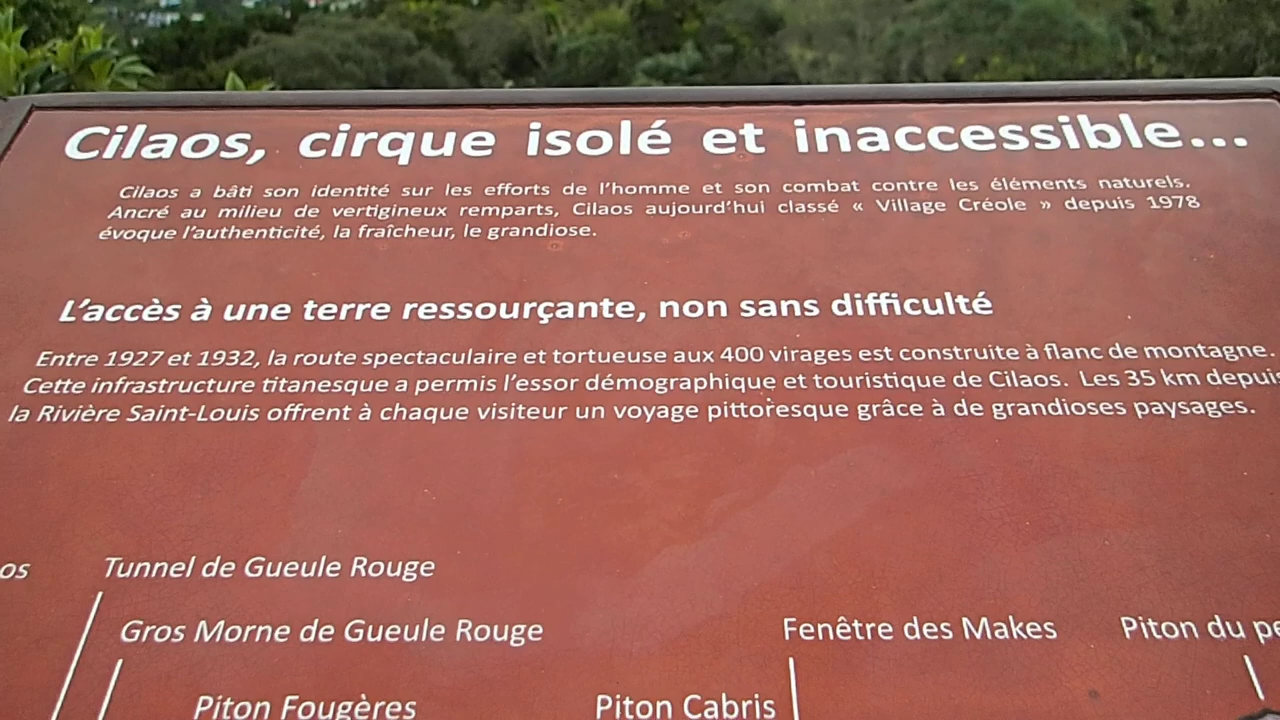 Cilaos, cirque isolé et inaccessible...
Cilaos a bâti son identité sur les efforts de l'homme et son combat contre les éléments naturels.
Ancré au milieu de vertigineux remparts, Cilaos aujourd'hui classé « Village Créole » depuis 1978
évoque l'authenticité, la fraîcheur, le grandiose.
L'accès à une terre ressourçante, non sans difficulté
Entre 1927 et 1932, la route spectaculaire et tortueuse aux 400 virages est construite à flanc de montagne.
Cette infrastructure titanesque a permis l'essor démographique et touristique de Cilaos. Les 35 km depuis
la Rivière Saint-Louis offrent à chaque visiteur un voyage pittoresque grâce à de grandioses paysages.
Tunnel de Gueule Rouge
Gros Morne de Gueule Rouge
Fenêtre des Makes
Piton du
Piton Fougères
Piton Cabris